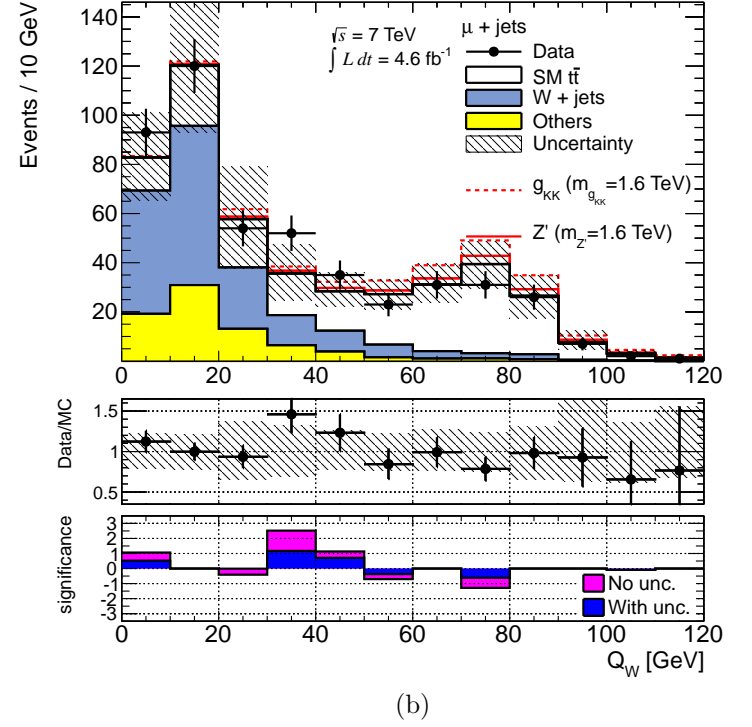 μ + jets
√s = 7 TeV
∫ L dt = 4.6 fb⁻¹
Data
SM tt̄
W + jets
Others
Uncertainty
g_KK (m_gKK=1.6 TeV)
Z' (m_Z'=1.6 TeV)
Events / 10 GeV
140
120
100
80
60
40
20
0 20 40 60 80 100 120
Data/MC
1.5
1
0.5
significance
3
2
1
0
-1
-2
-3
No unc.
With unc.
0 20 40 60 80 100 120
Q_W [GeV]
(b)